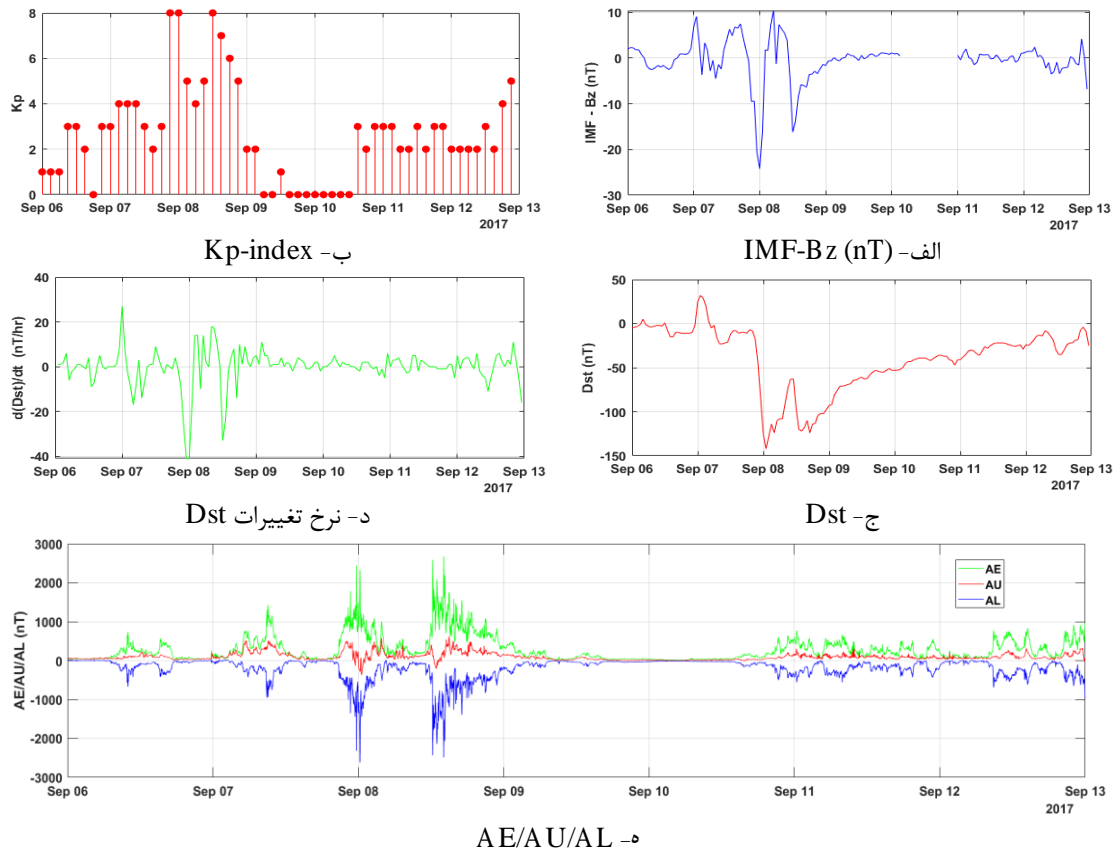 8
6
4
2
0
Kp
Sep 06 Sep 07 Sep 08 Sep 09 Sep 10 Sep 11 Sep 12 Sep 13
2017
ب- Kp-index
10
0
-10
-20
-30
IMF - Bz (nT)
Sep 06 Sep 07 Sep 08 Sep 09 Sep 10 Sep 11 Sep 12 Sep 13
2017
الف- IMF-Bz (nT)
40
20
0
-20
-40
d(Dst)/dt (nT/hr)
Sep 06 Sep 07 Sep 08 Sep 09 Sep 10 Sep 11 Sep 12 Sep 13
2017
د- نرخ تغییرات Dst
50
0
-50
-100
-150
Dst (nT)
Sep 06 Sep 07 Sep 08 Sep 09 Sep 10 Sep 11 Sep 12 Sep 13
2017
ج- Dst
3000
2000
1000
0
-1000
-2000
-3000
AE/AU/AL (nT)
AE
AU
AL
Sep 06 Sep 07 Sep 08 Sep 09 Sep 10 Sep 11 Sep 12 Sep 13
2017
ه- AE/AU/AL